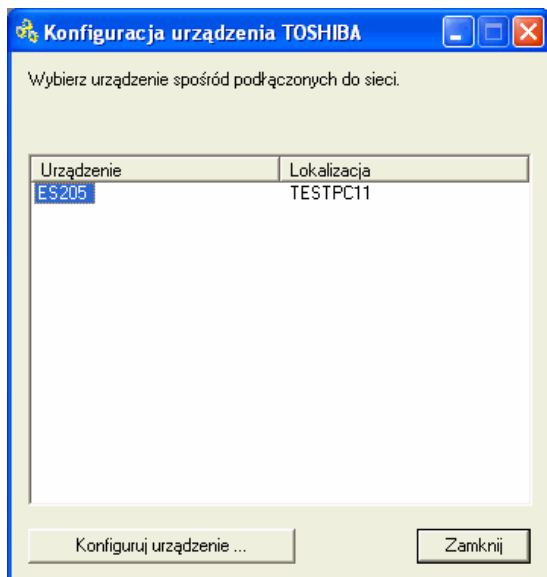 Konfiguracja urządzenia TOSHIBA
Wybierz urządzenie spośród podłączonych do sieci.
Urządzenie Lokalizacja
ES205 TESTPC11
Konfiguruj urządzenie ... Zamknij